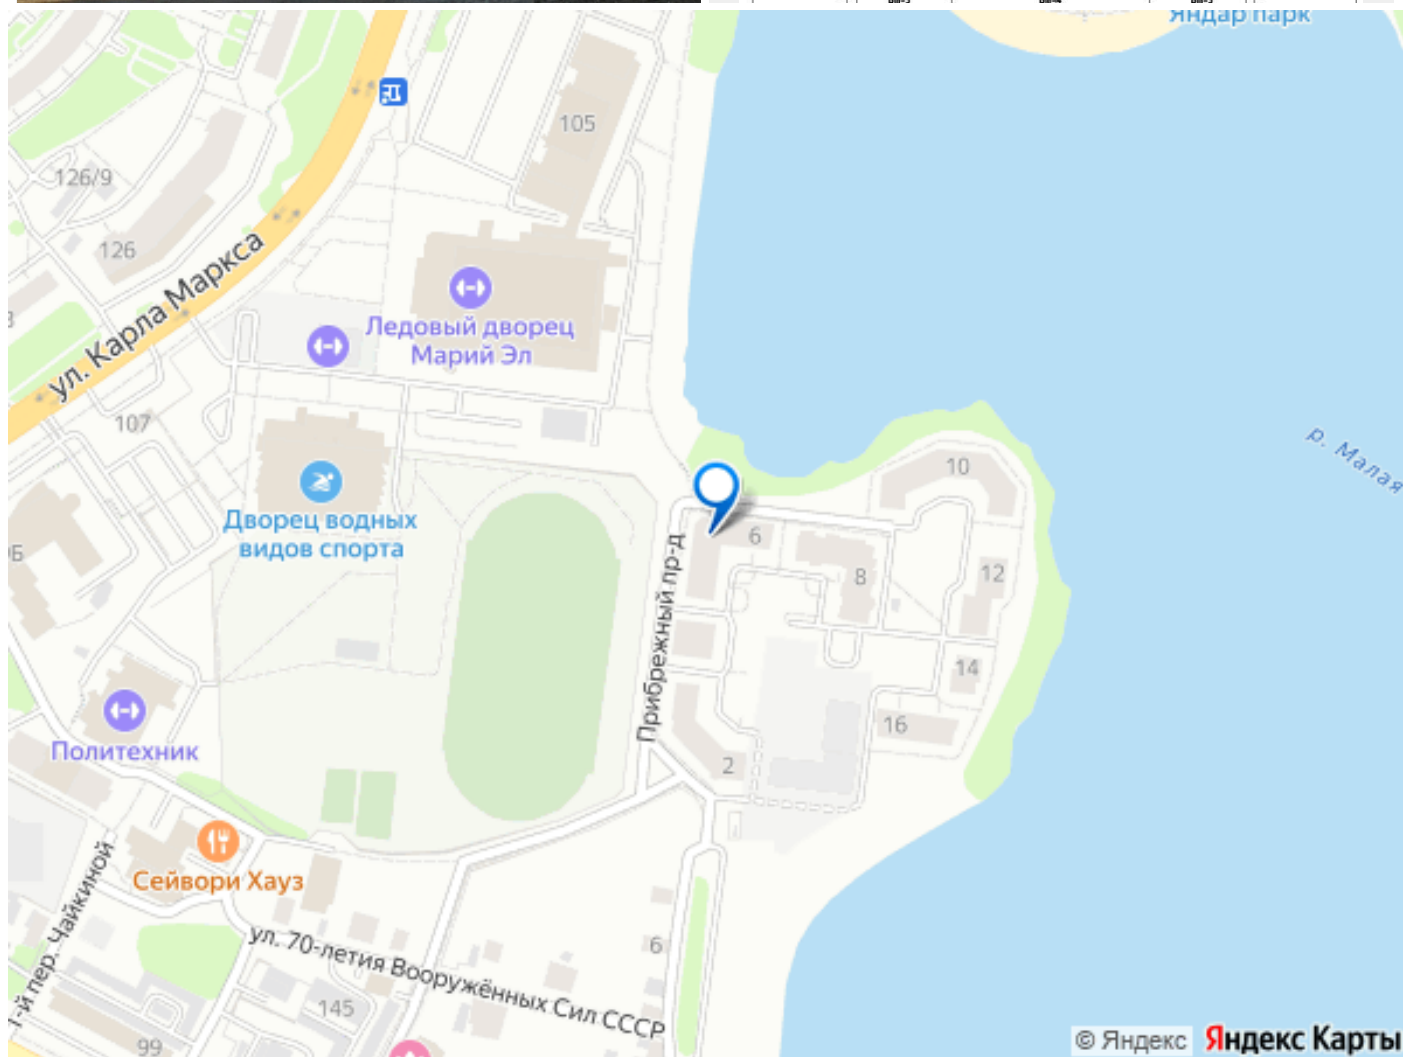 Яндар парк
105
126/9
126
ул. Карла Маркса
Ледовый дворец
Марий Эл
107
р. Малая
10
Дворец водных
видов спорта
6
8
12
Прибрежный пр-д
14
16
Политехник
2
Сейвори Хауз
1-й пер. Чайкиной
ул. 70-летия Вооружённых Сил СССР
6
145
99
© Яндекс Яндекс Карты